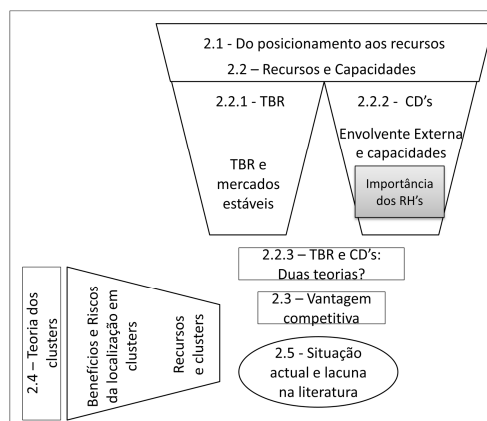 2.1 - Do posicionamento aos recursos
2.2 – Recursos e Capacidades
2.2.1 - TBR
TBR e
mercados
estáveis
2.2.2 - CD's
Envolvente Externa
e capacidades
Importância
dos RH's
2.2.3 – TBR e CD's:
Duas teorias?
2.3 – Vantagem
competitiva
2.4 – Teoria dos
clusters
Benefícios e Riscos
da localização em
clusters
Recursos
e clusters
2.5 - Situação
actual e lacuna
na literatura